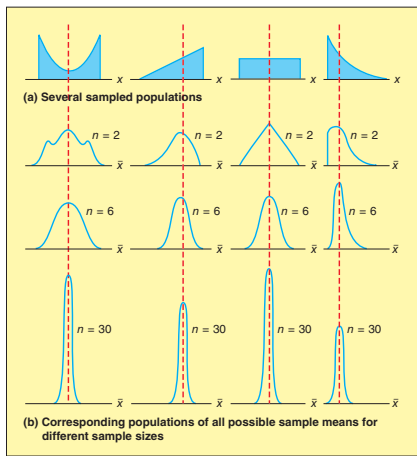 x x x x
(a) Several sampled populations
n = 2 n = 2 n = 2 n = 2
x̄ x̄ x̄ x̄
n = 6 n = 6 n = 6 n = 6
x̄ x̄ x̄ x̄
n = 30 n = 30 n = 30 n = 30
x̄ x̄ x̄ x̄
(b) Corresponding populations of all possible sample means for
different sample sizes